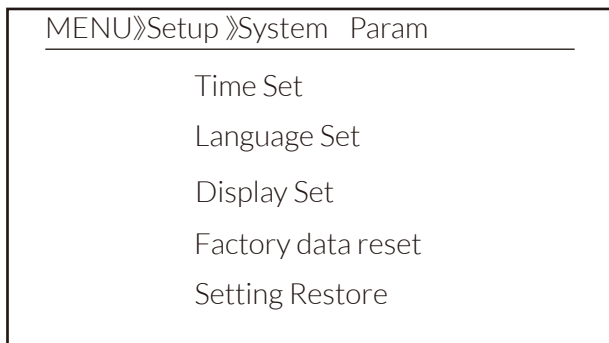 MENU》Setup 》System Param
Time Set
Language Set
Display Set
Factory data reset
Setting Restore